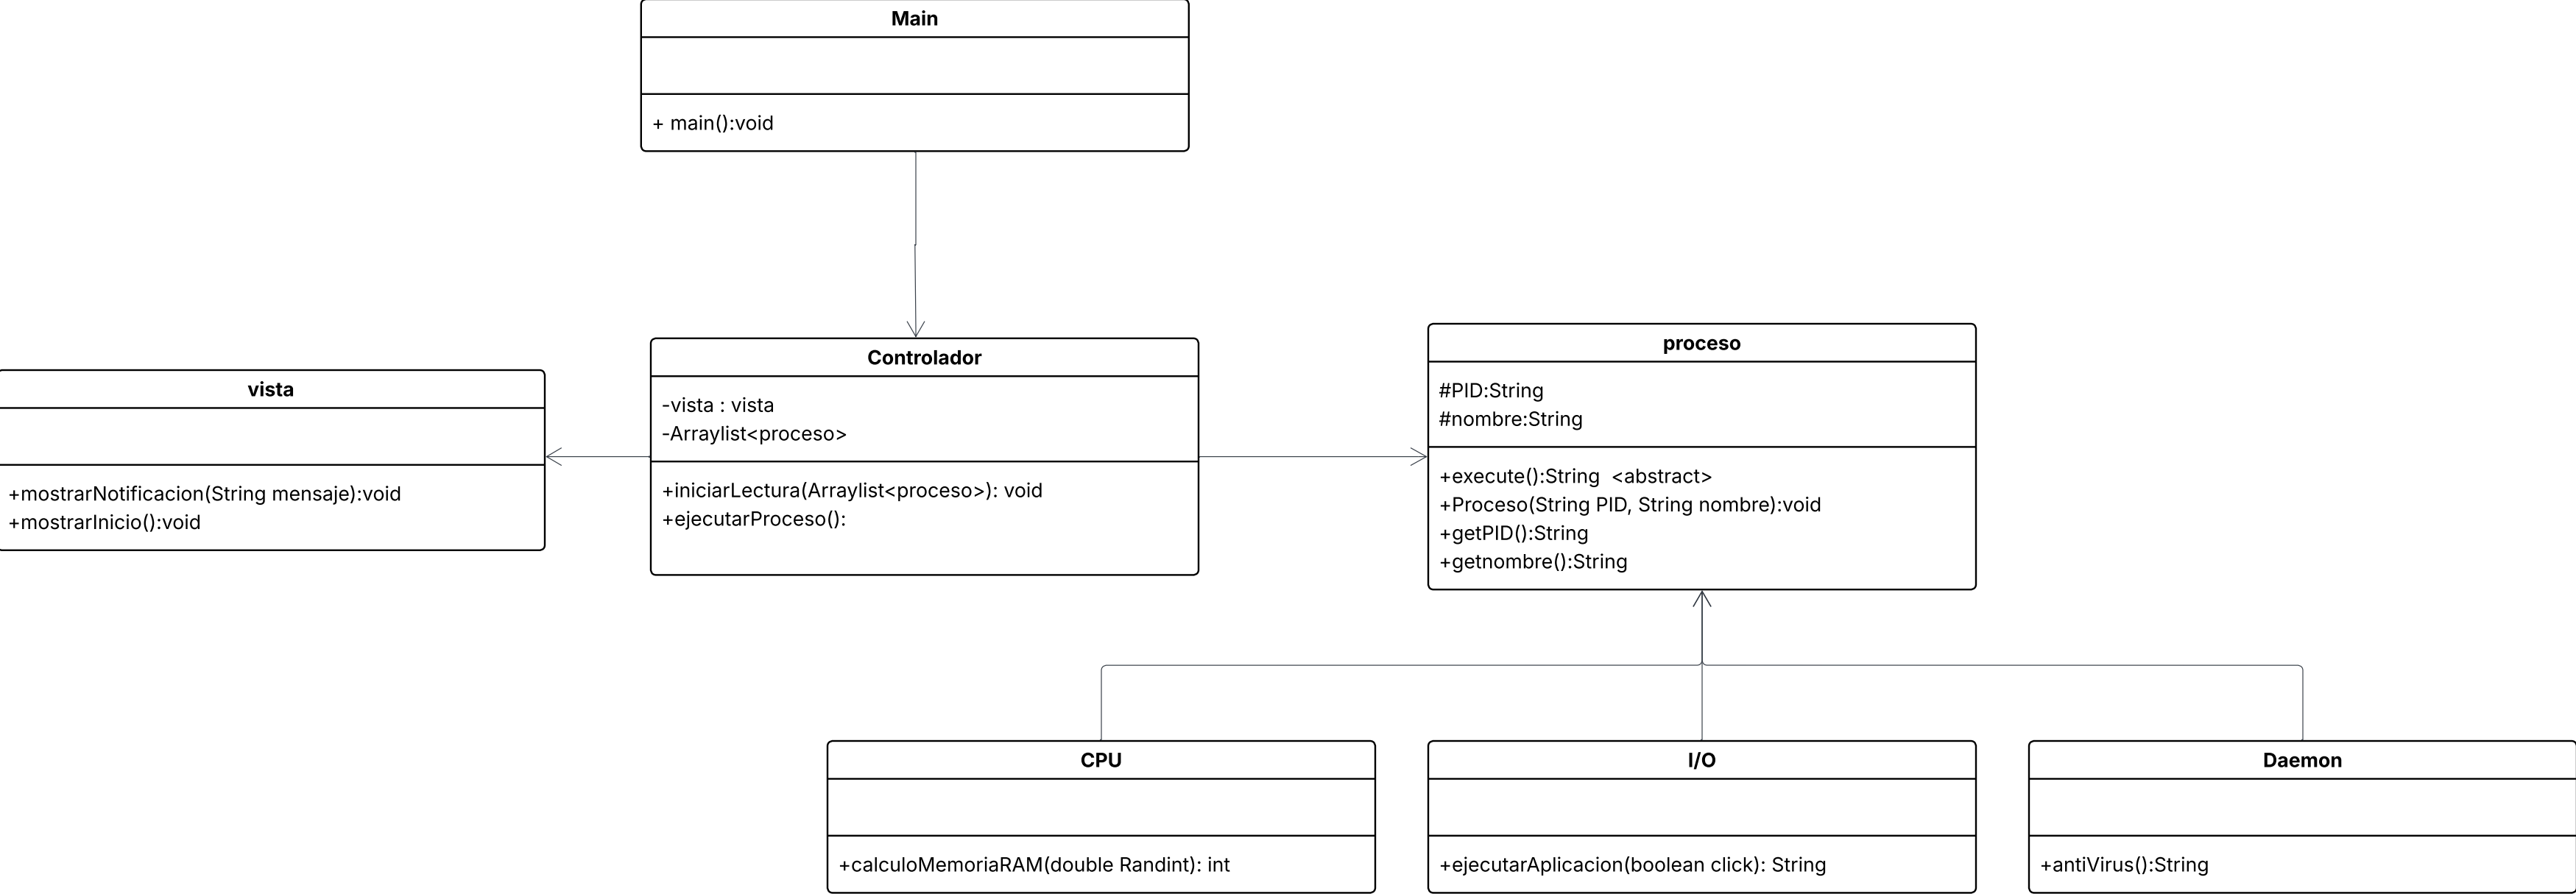 Main
+ main():void
vista
+mostrarNotificacion(String mensaje):void
+mostrarInicio():void
Controlador
-vista : vista
-Arraylist<proceso>
+iniciarLectura(Arraylist<proceso>): void
+ejecutarProceso():
proceso
#PID:String
#nombre:String
+execute():String  <abstract>
+Proceso(String PID, String nombre):void
+getPID():String
+getnombre():String
CPU
+calculoMemoriaRAM(double Randint): int
I/O
+ejecutarAplicacion(boolean click): String
Daemon
+antiVirus():String